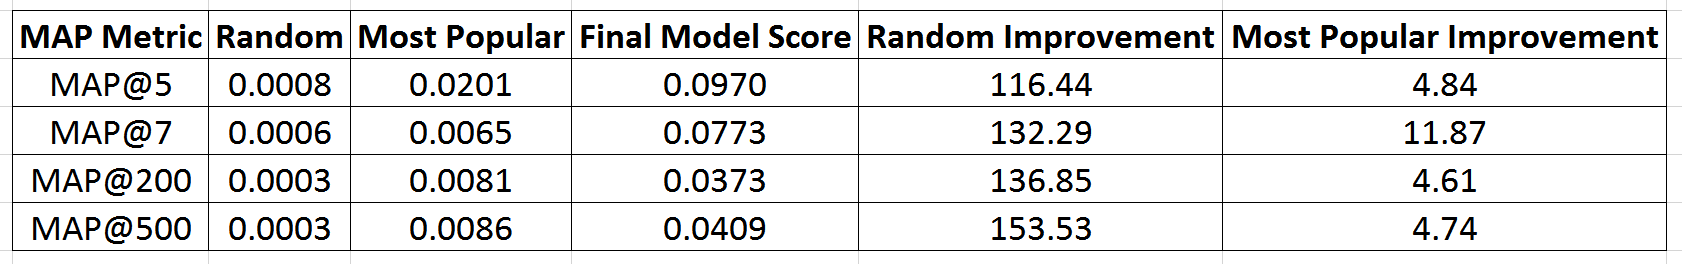 MAP Metric Random Most Popular Final Model Score Random Improvement Most Popular Improvement
MAP@5 0.0008 0.0201 0.0970 116.44 4.84
MAP@7 0.0006 0.0065 0.0773 132.29 11.87
MAP@200 0.0003 0.0081 0.0373 136.85 4.61
MAP@500 0.0003 0.0086 0.0409 153.53 4.74